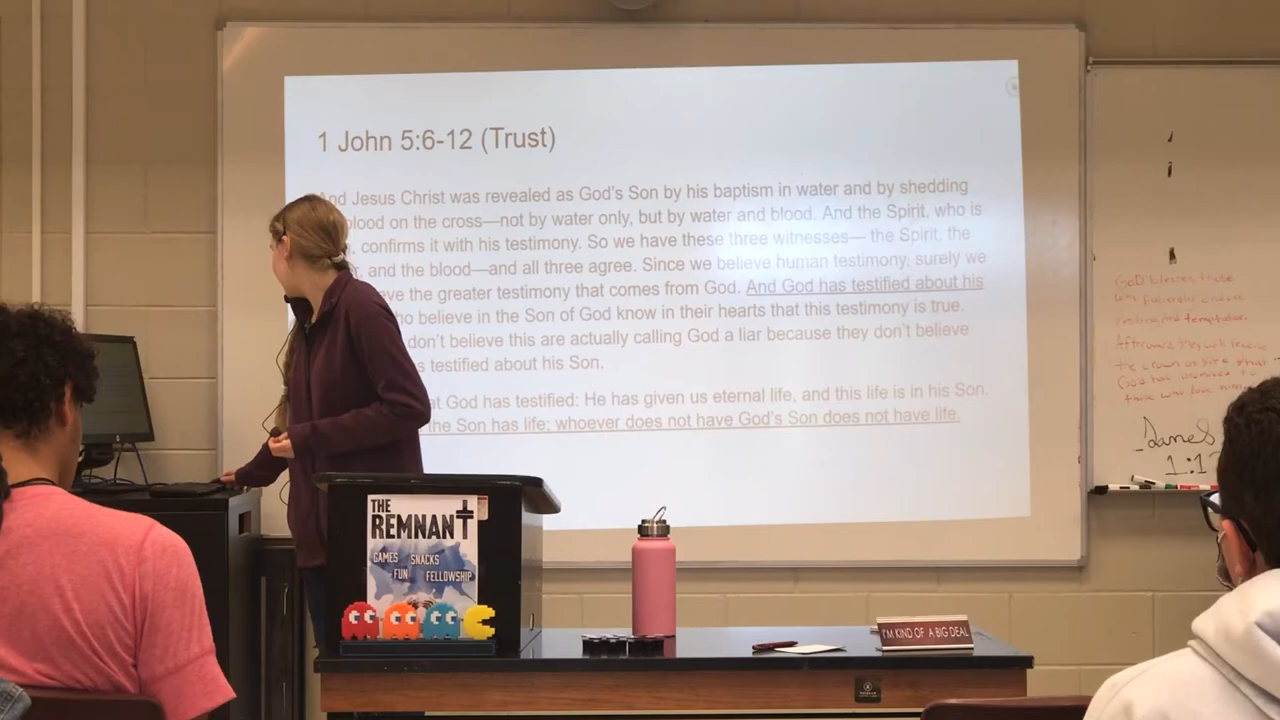 1 John 5:6-12 (Trust)
nd Jesus Christ was revealed as God's Son by his baptism in water and by shedding
blood on the cross—not by water only, but by water and blood. And the Spirit, who is
, confirms it with his testimony. So we have these three witnesses— the Spirit, the
r, and the blood—and all three agree. Since we believe human testimony, surely we
eve the greater testimony that comes from God. And God has testified about his
ho believe in the Son of God know in their hearts that this testimony is true.
don't believe this are actually calling God a liar because they don't believe
s testified about his Son.
at God has testified: He has given us eternal life, and this life is in his Son.
the Son has life; whoever does not have God's Son does not have life.
GOD blesses those
who patiently endure
testing and temptation.
Afterward they will receive
the crown of life that
God has promised to
those who love him.
James
1:1
THE
REMNANT
GAMES SNACKS
FUN FELLOWSHIP
I'M KIND OF A BIG DEAL